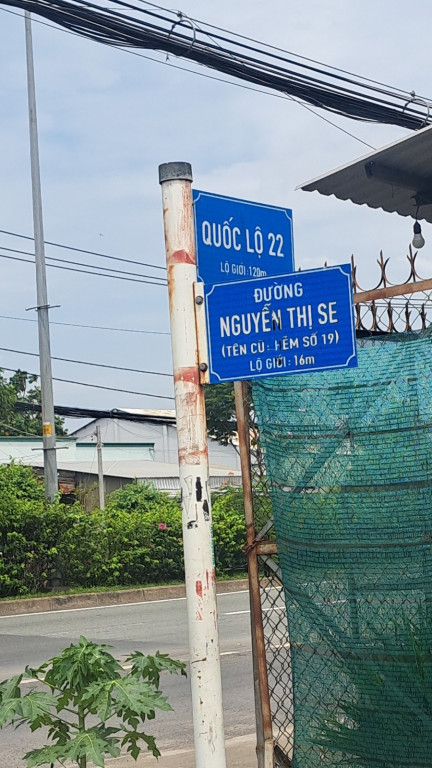 QUỐC LỘ 22
LỘ GIỚI:120m
ĐƯỜNG
NGUYỄN THỊ SE
(TÊN CŨ: HẺM SỐ 19)
LỘ GIỚI: 16m